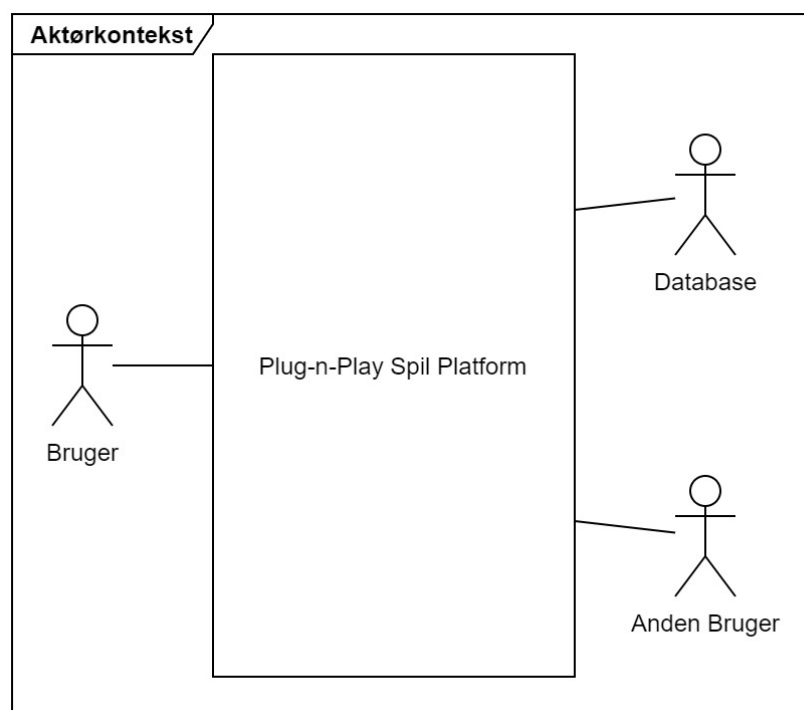 Aktørkontekst
Database
Plug-n-Play Spil Platform
Bruger
Anden Bruger